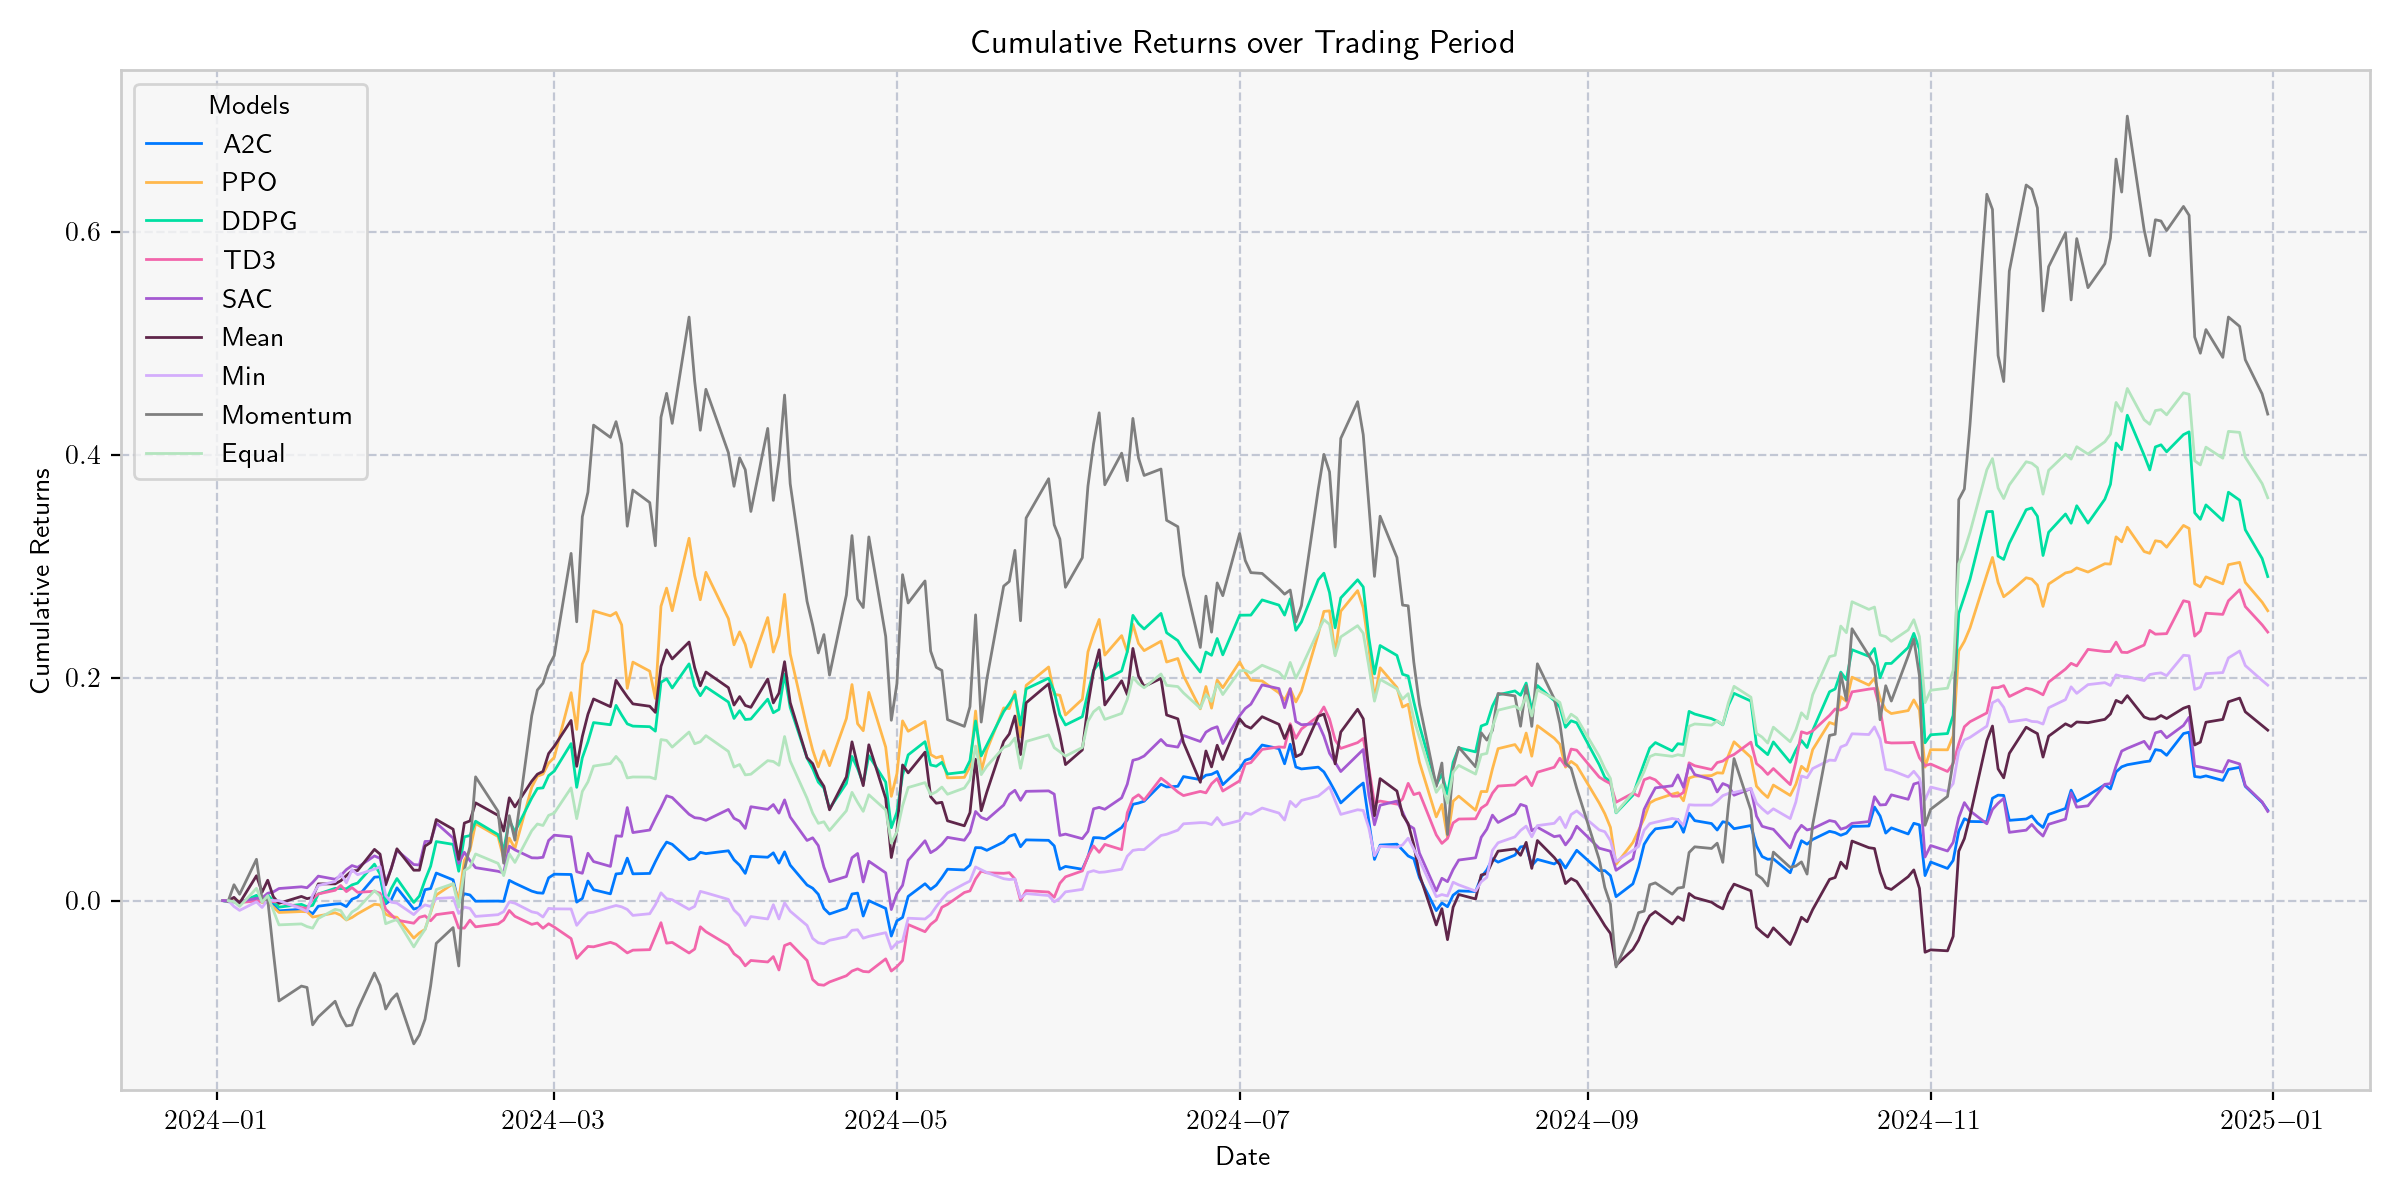 Cumulative Returns over Trading Period
Models
A2C
PPO
DDPG
TD3
SAC
Mean
Min
Momentum
Equal
Cumulative Returns
0.6
0.4
0.2
0.0
2024−01
2024−03
2024−05
2024−07
2024−09
2024−11
2025−01
Date